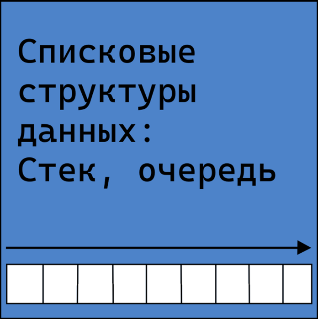 Списковые
структуры
данных:
Стек, очередь